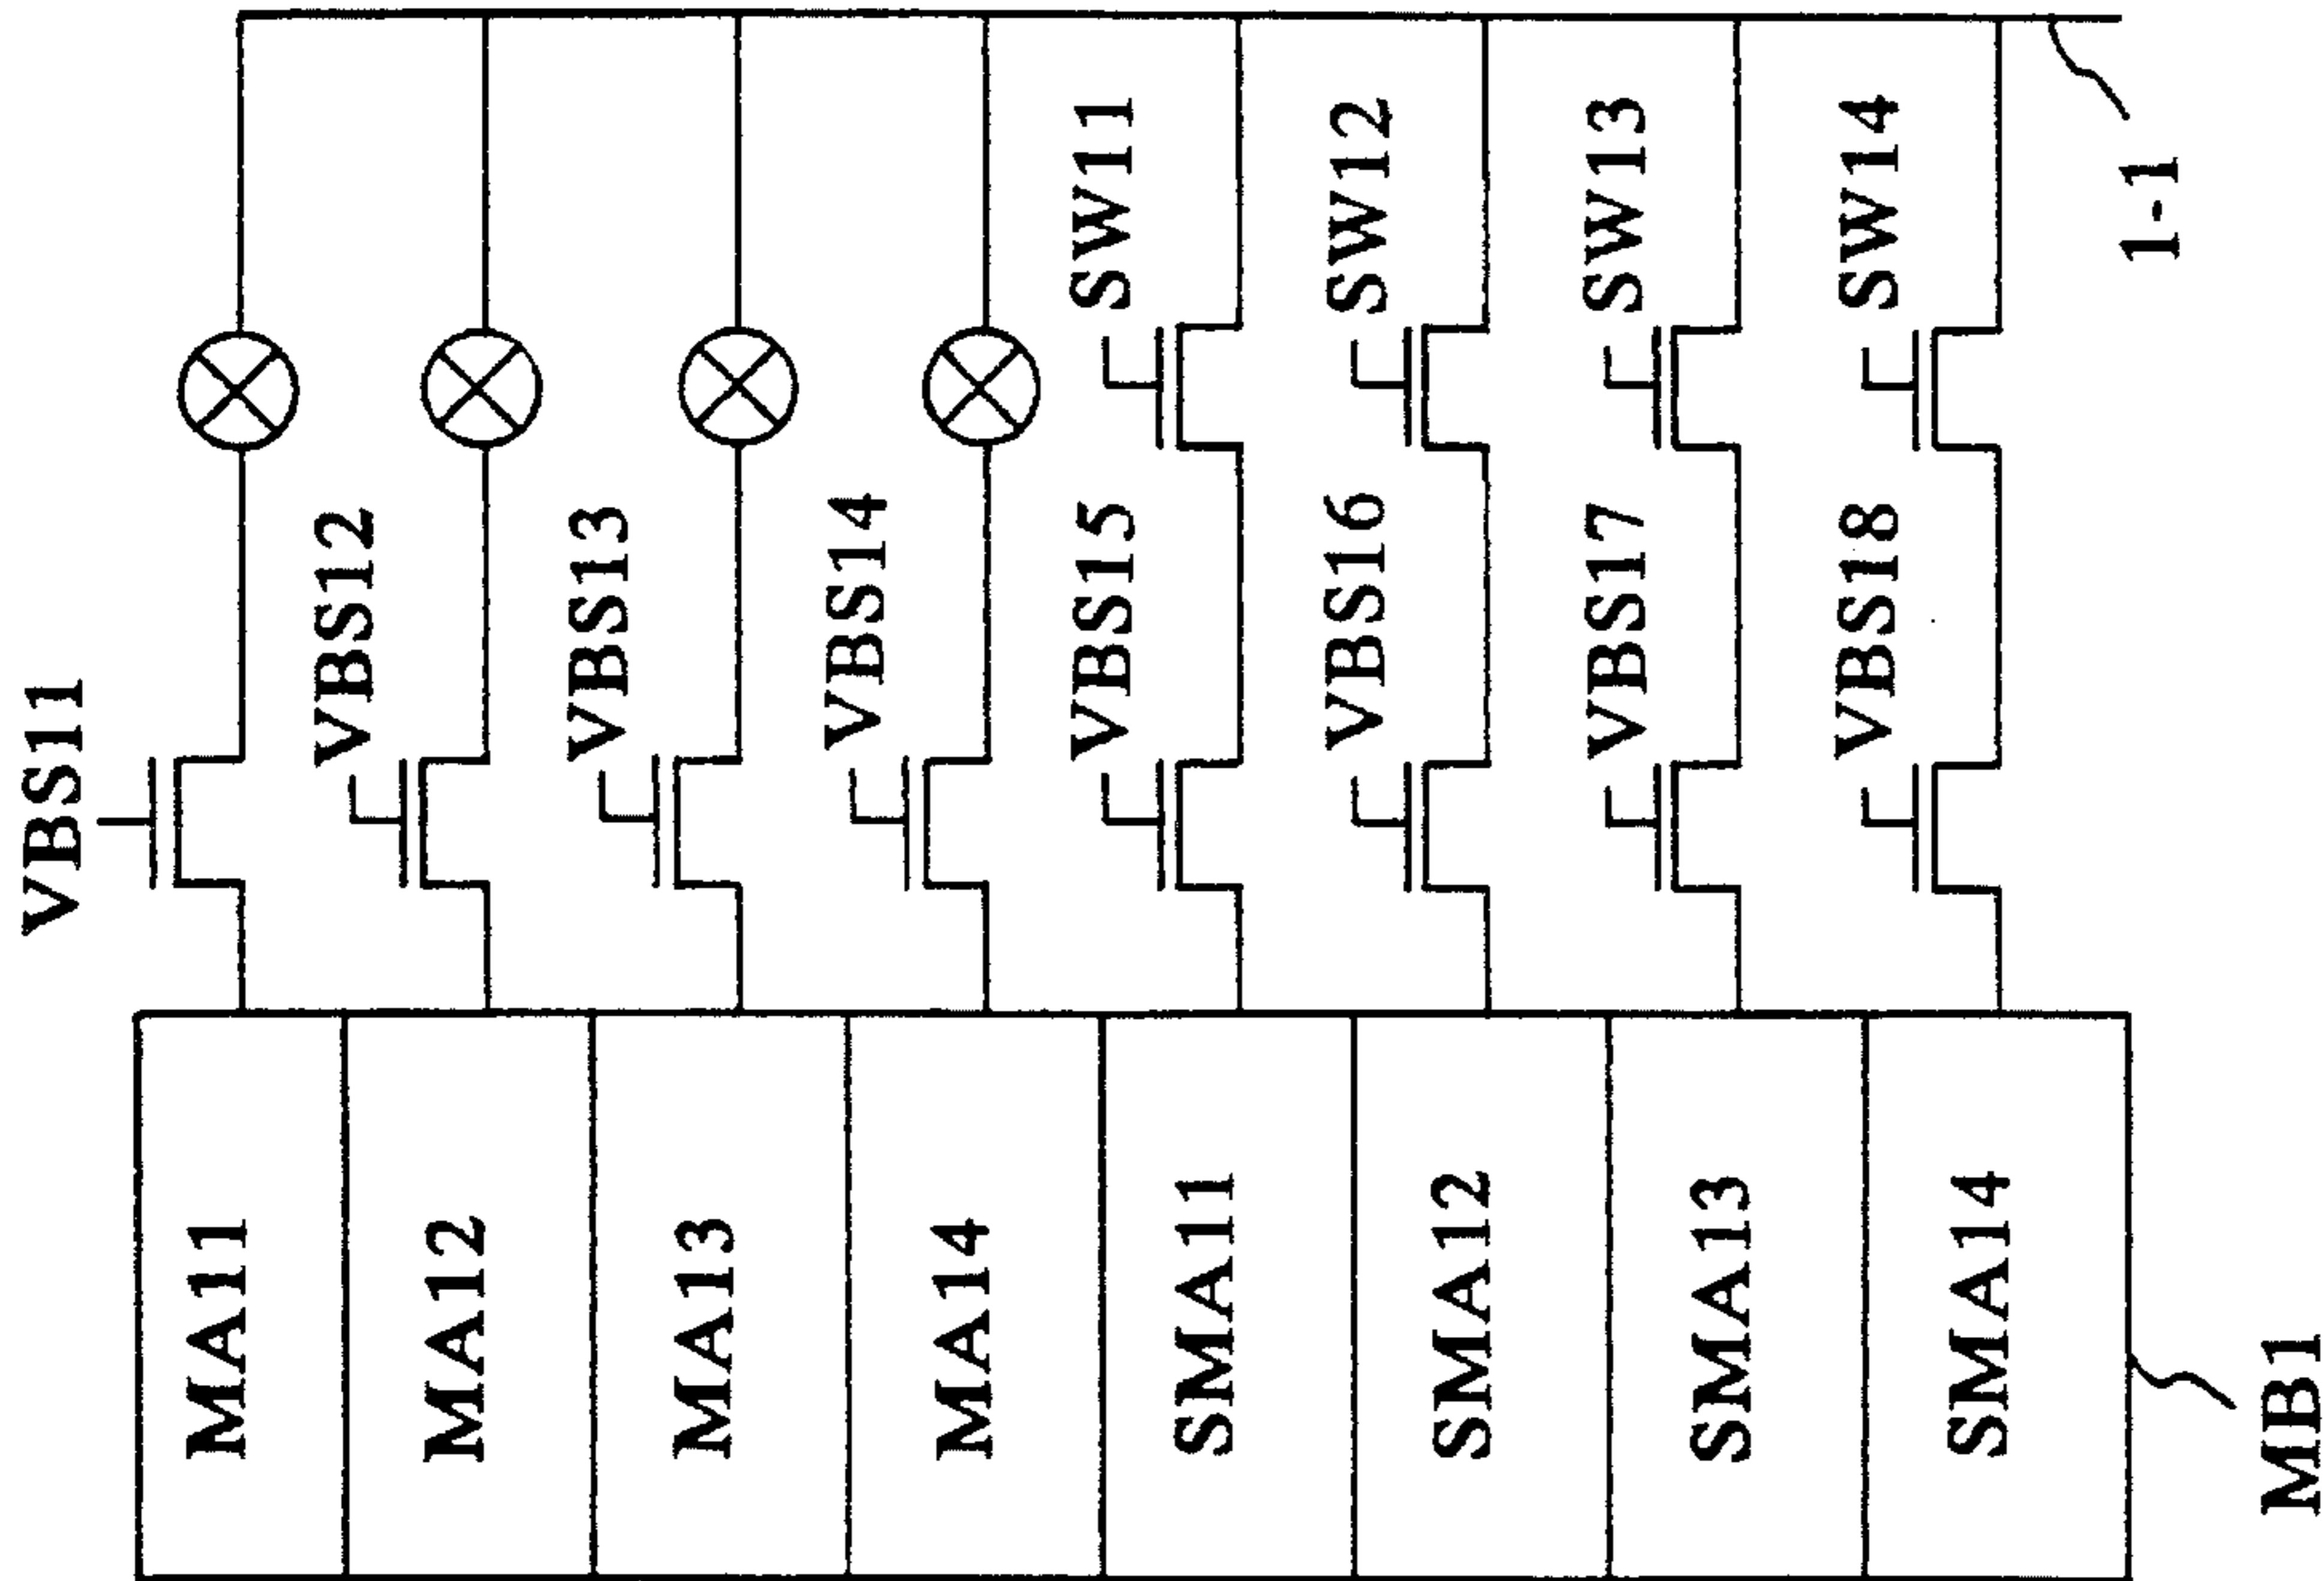 VBS11
VBS12
VBS13
VBS14
VBS15
VBS16
VBS17
VBS18
SW11
SW12
SW13
SW14
1-1
MA11
MA12
MA13
MA14
SMA11
SMA12
SMA13
SMA14
MB1